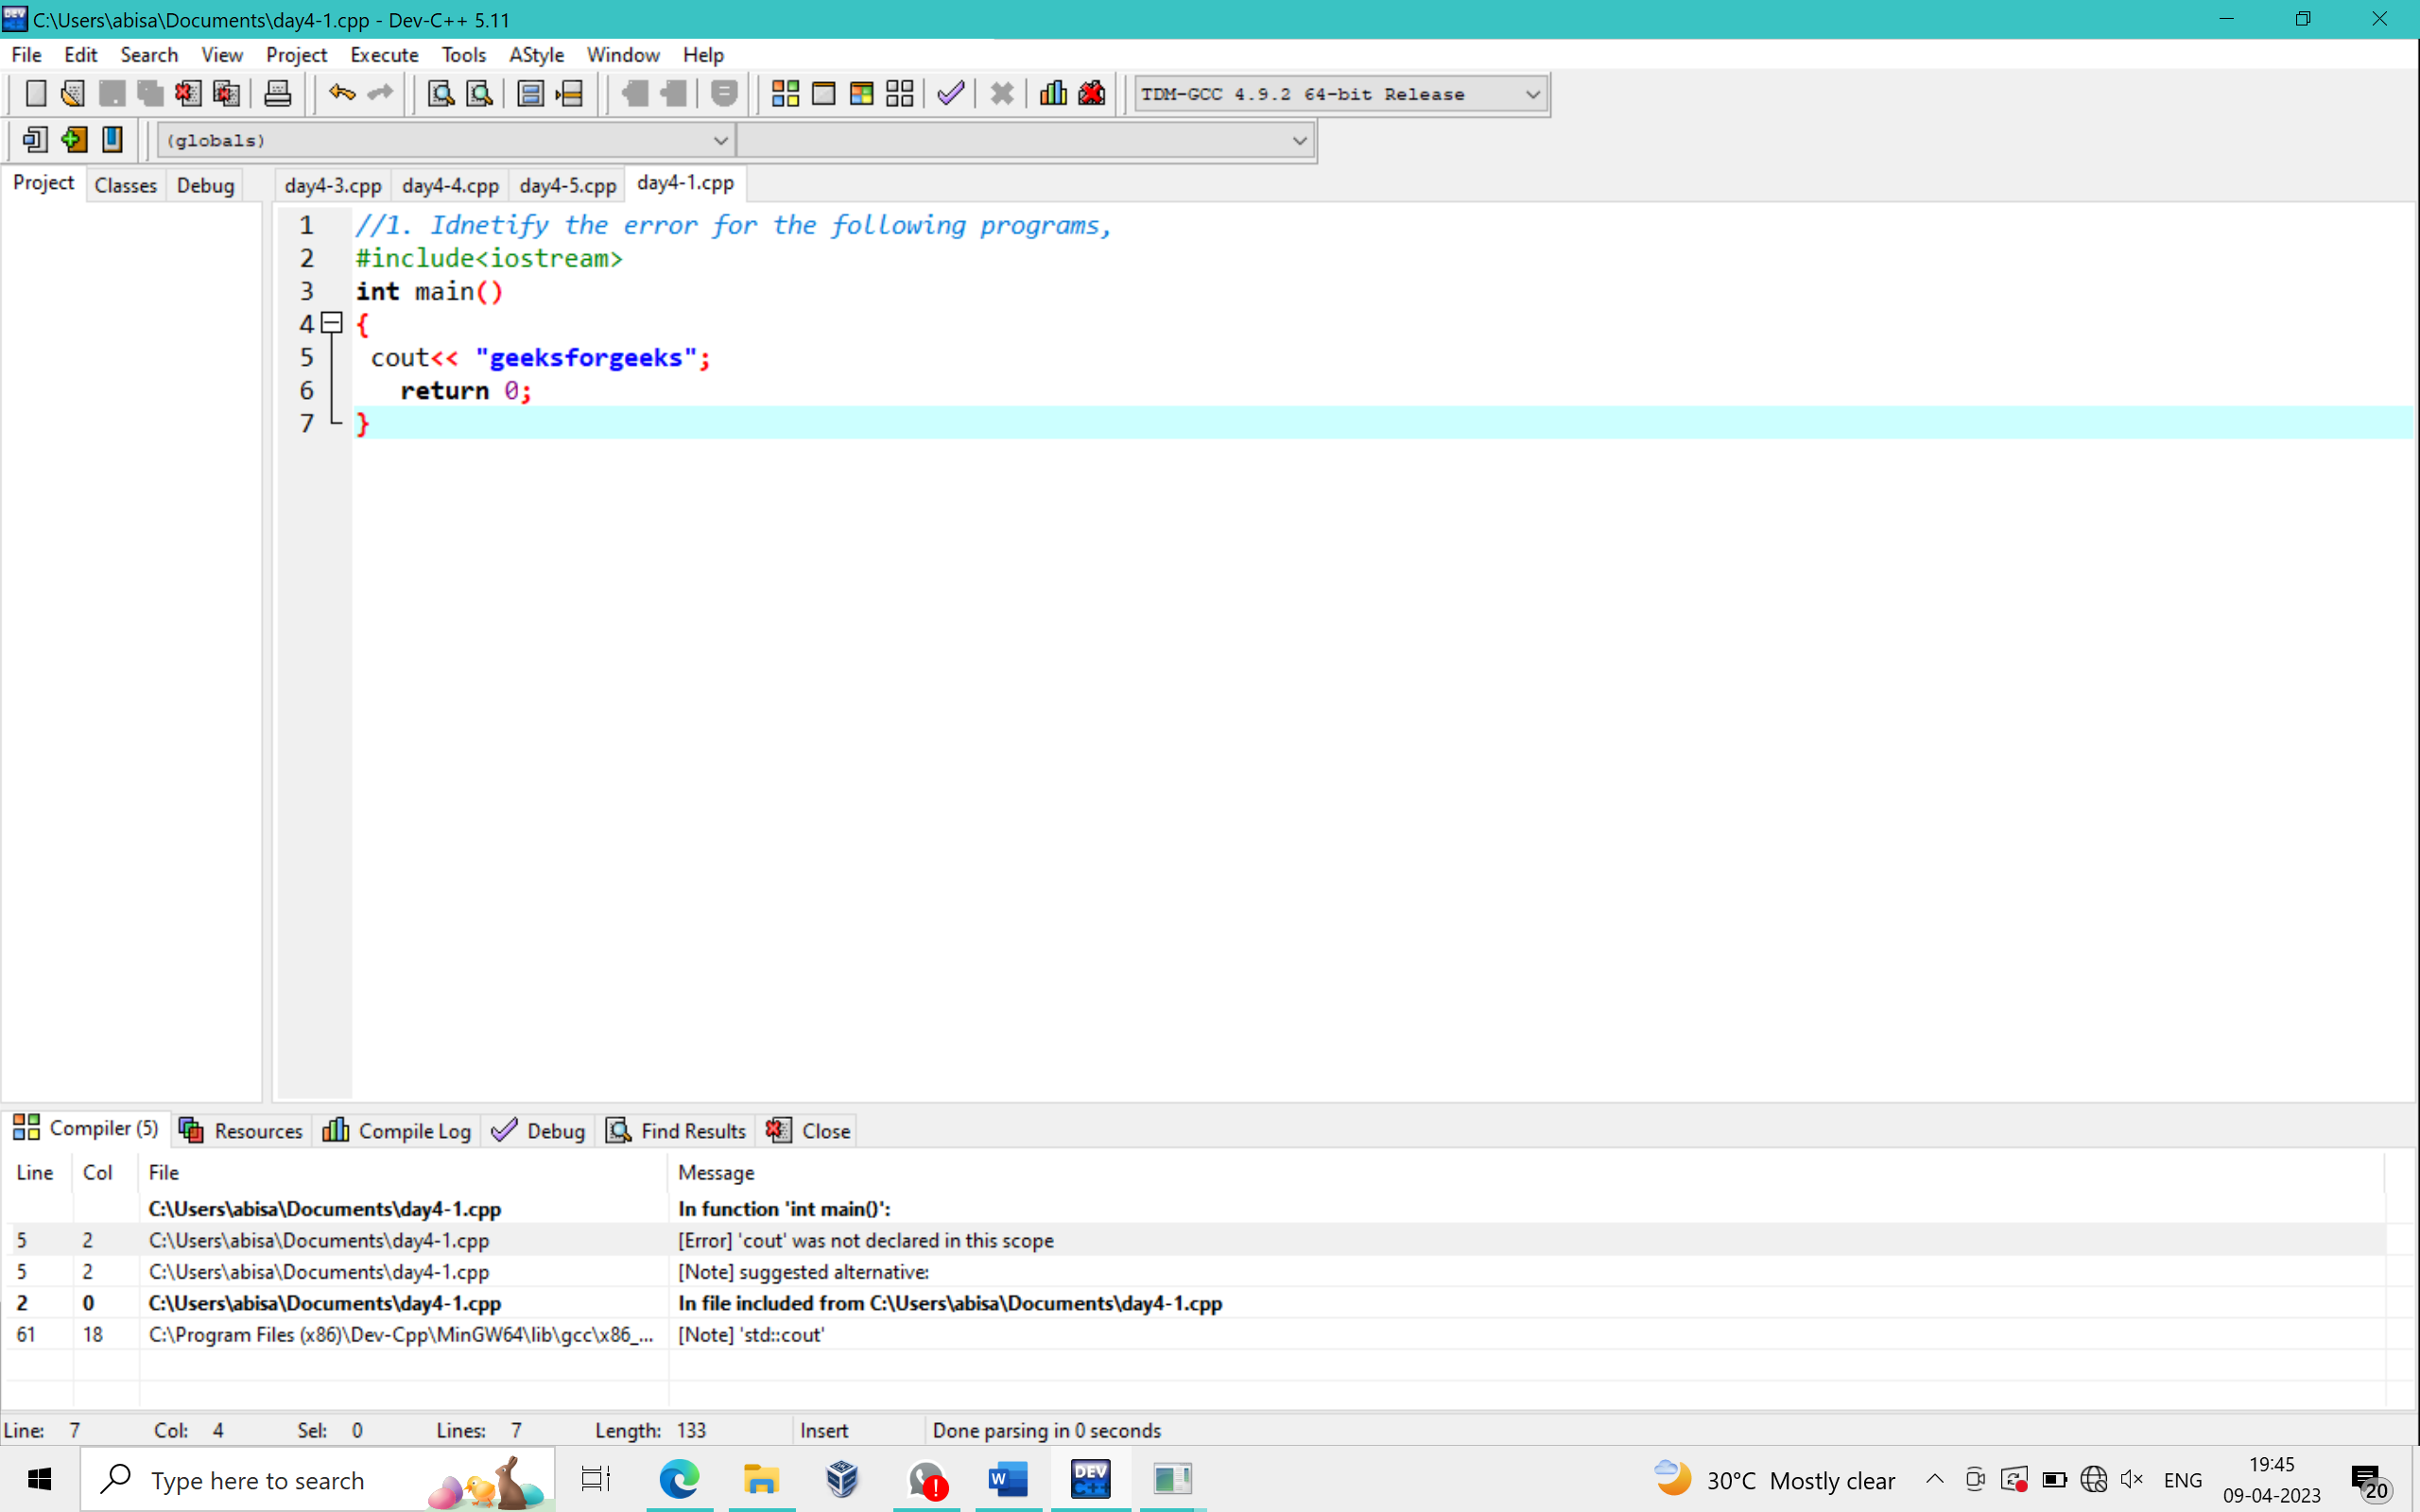 C:\Users\abisa\Documents\day4-1.cpp - Dev-C++ 5.11
File Edit Search View Project Execute Tools AStyle Window Help
TDM-GCC 4.9.2 64-bit Release
(globals)
Project Classes Debug day4-3.cpp day4-4.cpp day4-5.cpp day4-1.cpp
1 //1. Idnetify the error for the following programs,
2 #include<iostream>
3 int main()
4 {
5 cout<< "geeksforgeeks";
6 return 0;
7 }
Compiler (5) Resources Compile Log Debug Find Results Close
Line Col File Message
C:\Users\abisa\Documents\day4-1.cpp In function 'int main()':
5 2 C:\Users\abisa\Documents\day4-1.cpp [Error] 'cout' was not declared in this scope
5 2 C:\Users\abisa\Documents\day4-1.cpp [Note] suggested alternative:
2 0 C:\Users\abisa\Documents\day4-1.cpp In file included from C:\Users\abisa\Documents\day4-1.cpp
61 18 C:\Program Files (x86)\Dev-Cpp\MinGW64\lib\gcc\x86_... [Note] 'std::cout'
Line: 7 Col: 4 Sel: 0 Lines: 7 Length: 133 Insert Done parsing in 0 seconds
Type here to search W DEV C++ 30°C Mostly clear ENG 19:45
09-04-2023 20